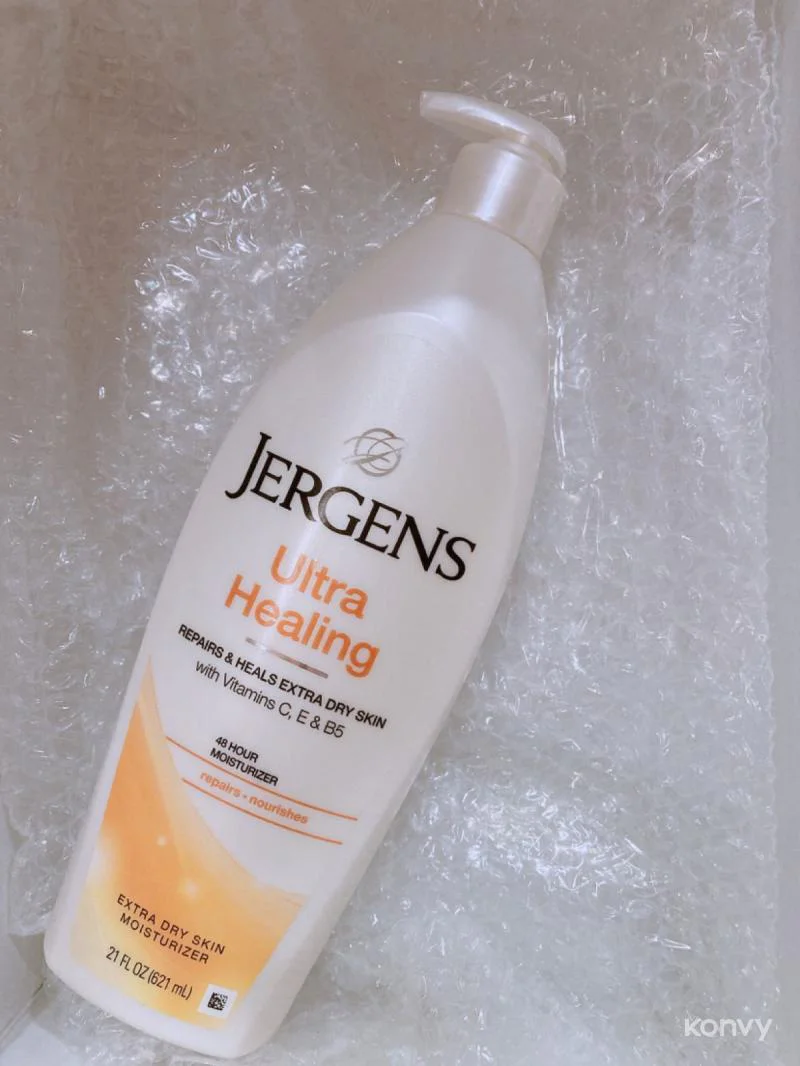 JERGENS
Ultra
Healing
REPAIRS & HEALS EXTRA DRY SKIN
with Vitamins C, E & B5
48 HOUR
MOISTURIZER
repairs • nourishes
EXTRA DRY SKIN
MOISTURIZER
21 FL OZ (621 mL)
konvy